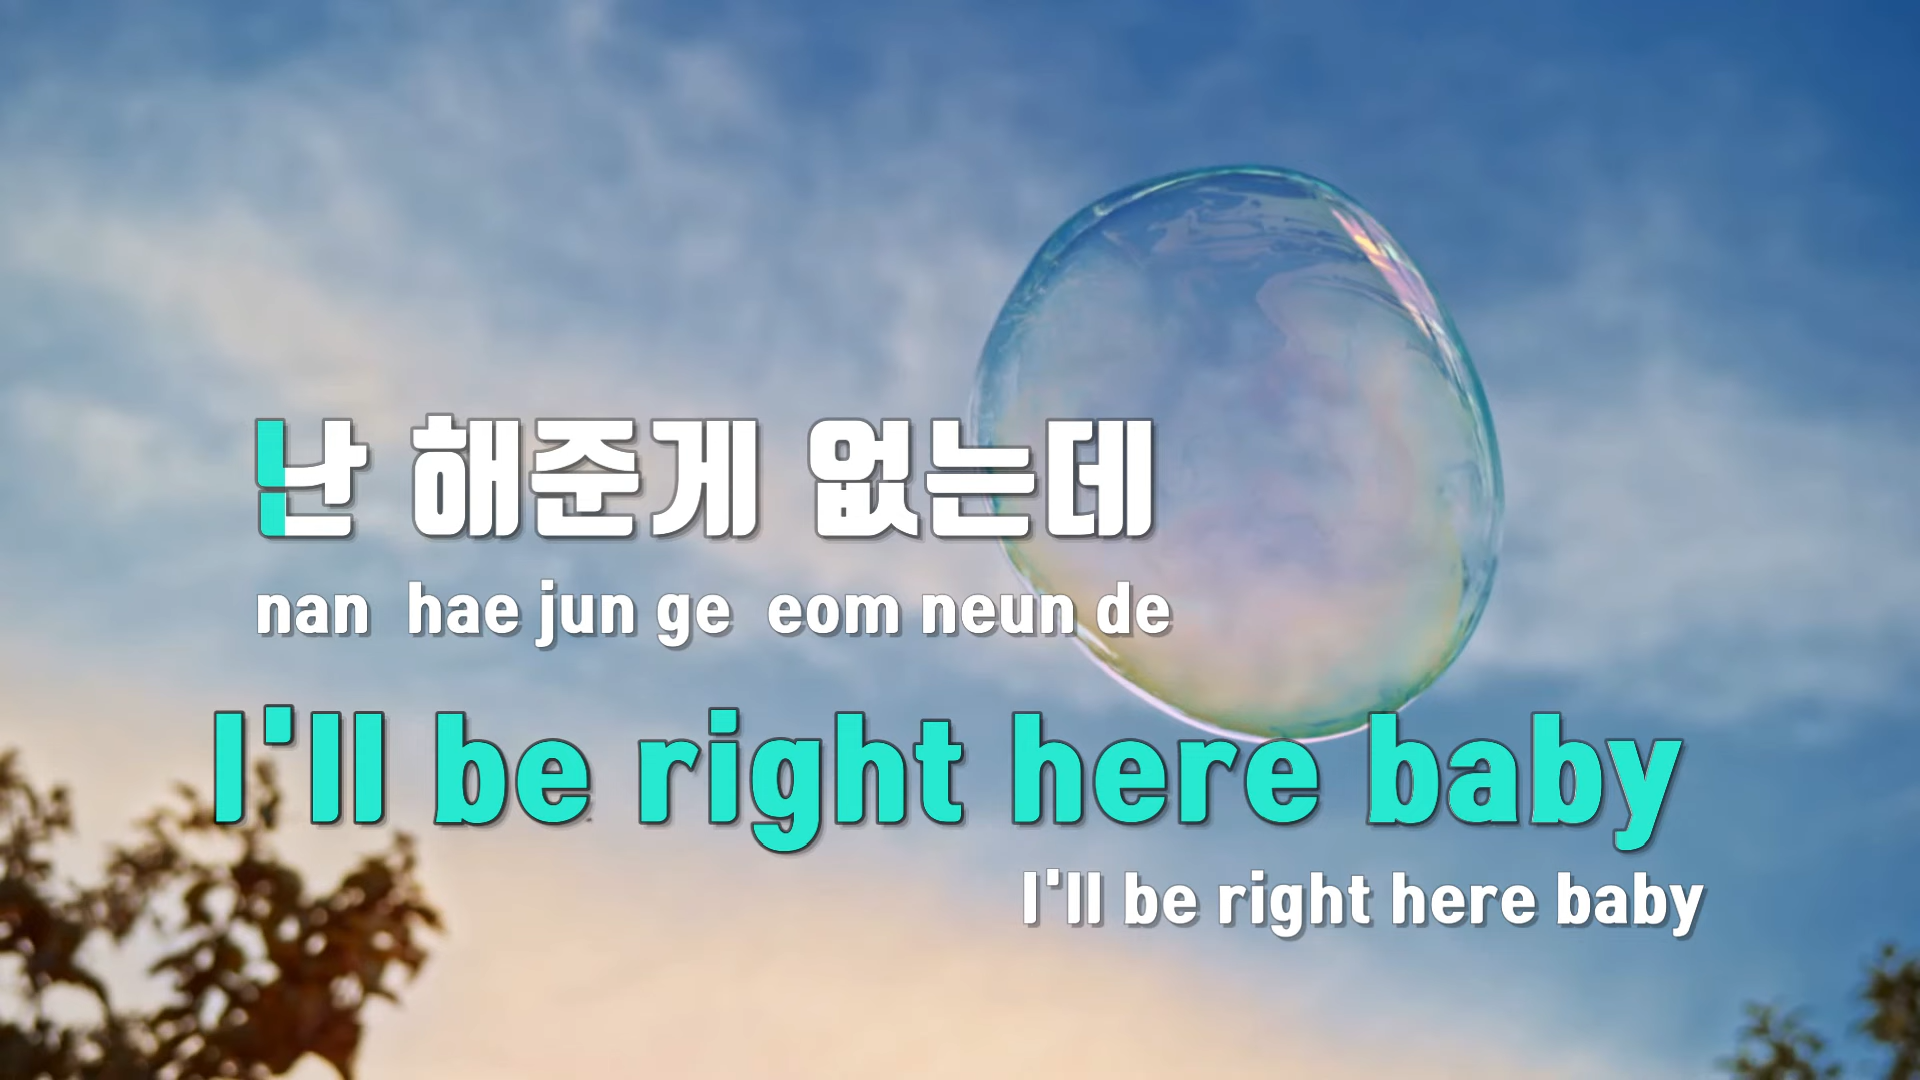 난 해준게 없는데
nan hae jun ge eom neun de
I'll be right here baby
I'll be right here baby